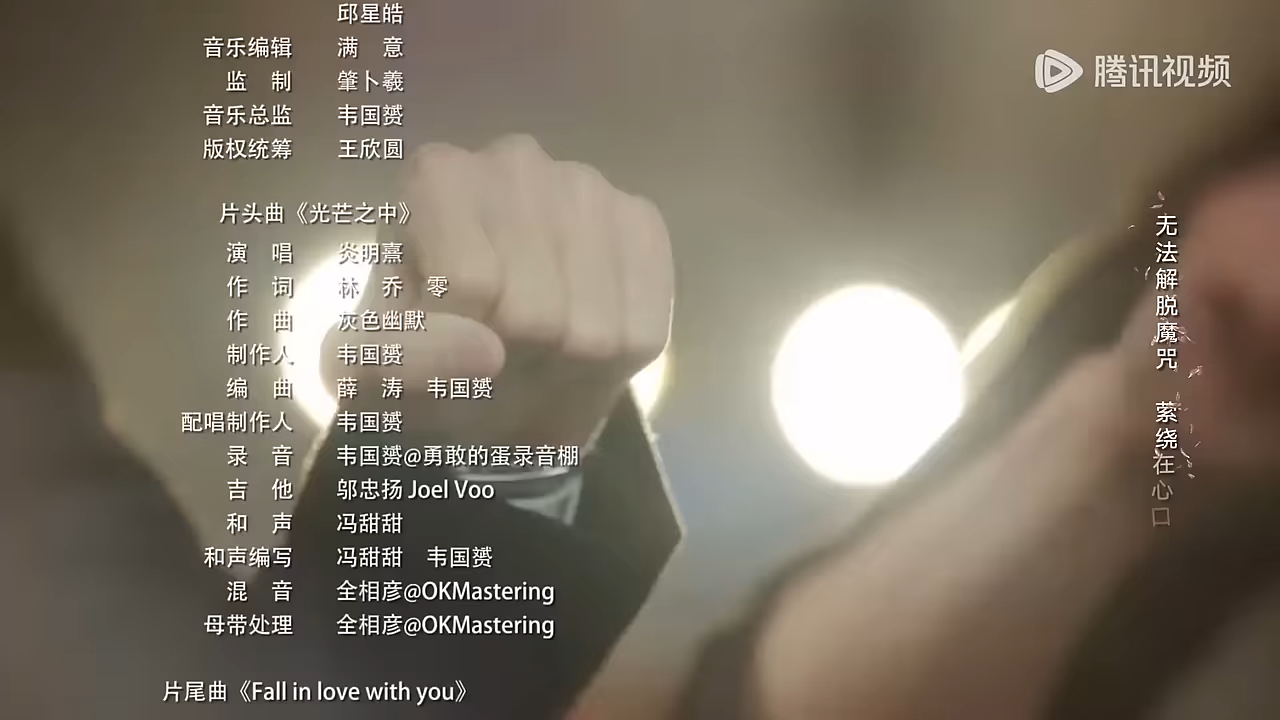 邱星皓
音乐编辑 满 意
监 制 肇卜羲
音乐总监 韦国赟
版权统筹 王欣圆
片头曲《光芒之中》
演 唱 炎明熹
作 词 林 乔 零
作 曲 灰色幽默
制作人 韦国赟
编 曲 薛 涛 韦国赟
配唱制作人 韦国赟
录 音 韦国赟@勇敢的蛋录音棚
吉 他 邬忠扬 Joel Voo
和 声 冯甜甜
和声编写 冯甜甜 韦国赟
混 音 全相彦@OKMastering
母带处理 全相彦@OKMastering
片尾曲《Fall in love with you》
腾讯视频
无法解脱魔咒 萦绕在心口